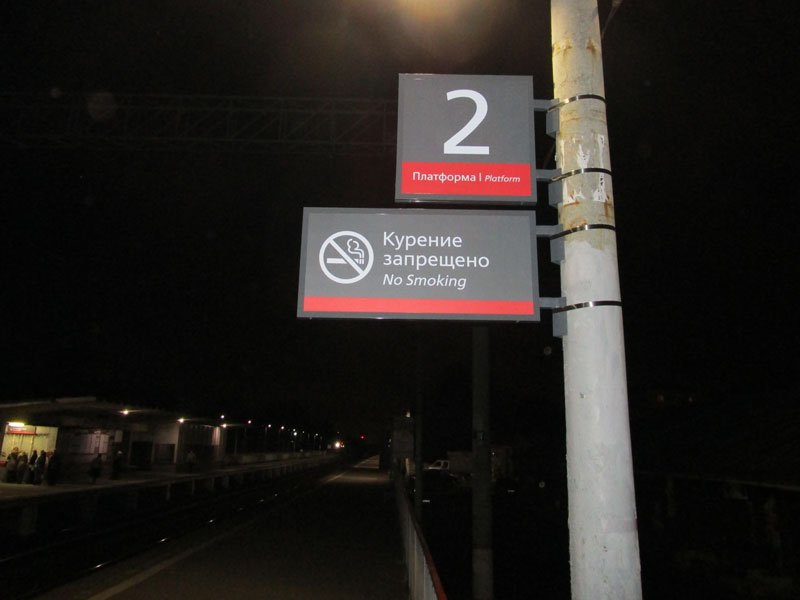 2
Платформа | Platform
Курение
запрещено
No Smoking